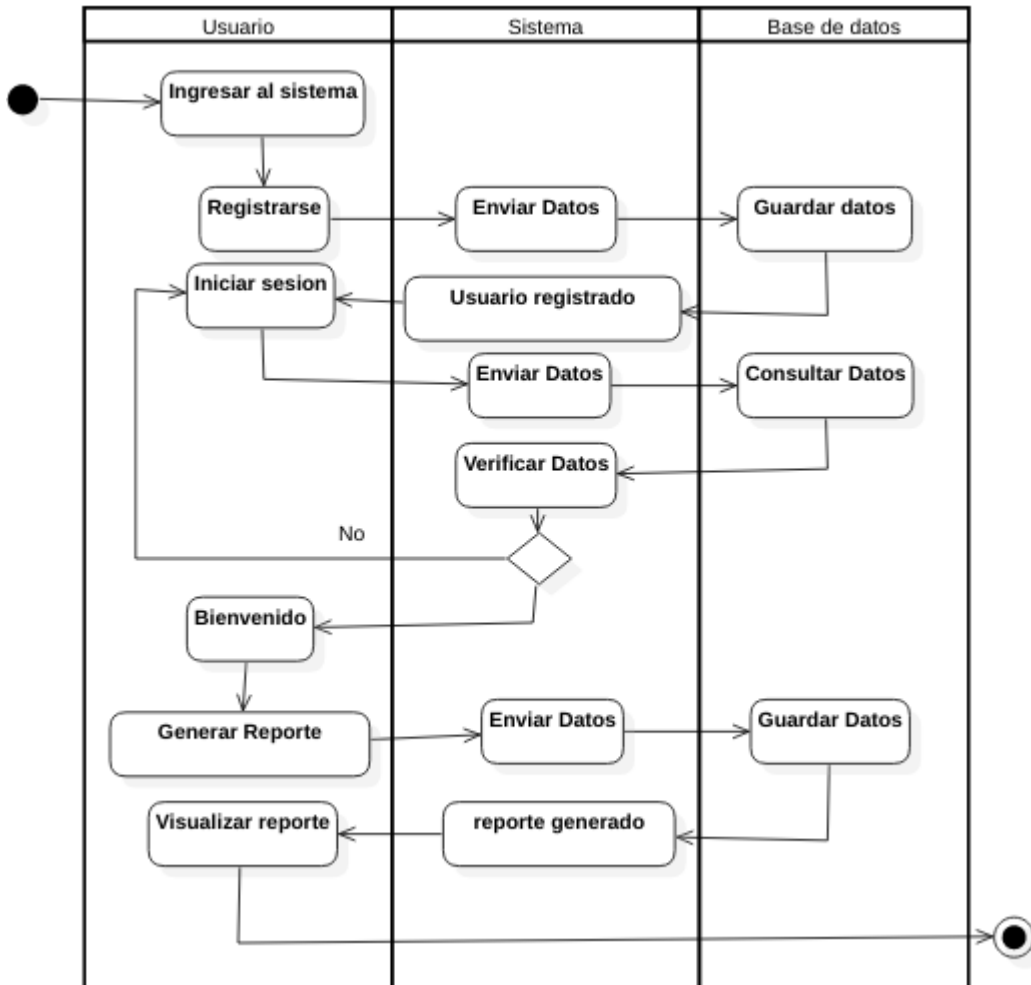 Usuario
Sistema
Base de datos
Ingresar al sistema
Registrarse
Enviar Datos
Guardar datos
Iniciar sesion
Usuario registrado
Enviar Datos
Consultar Datos
Verificar Datos
No
Bienvenido
Generar Reporte
Enviar Datos
Guardar Datos
Visualizar reporte
reporte generado